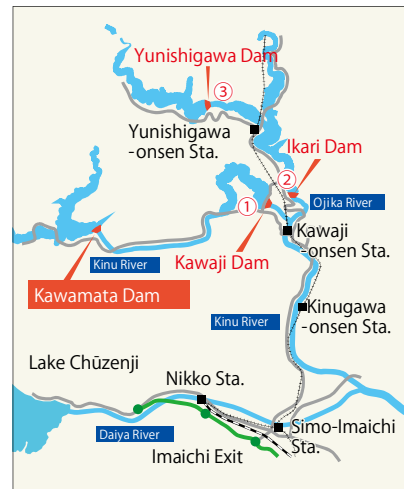 Yunishigawa Dam
③
Yunishigawa
-onsen Sta.
Ikari Dam
②
①
Ojika River
Kawaji Dam
Kawaji
-onsen Sta.
Kinu River
Kawamata Dam
Kinu River
Kinugawa
-onsen Sta.
Lake Chūzenji
Nikko Sta.
Daiya River
Simo-Imaichi
Sta.
Imaichi Exit